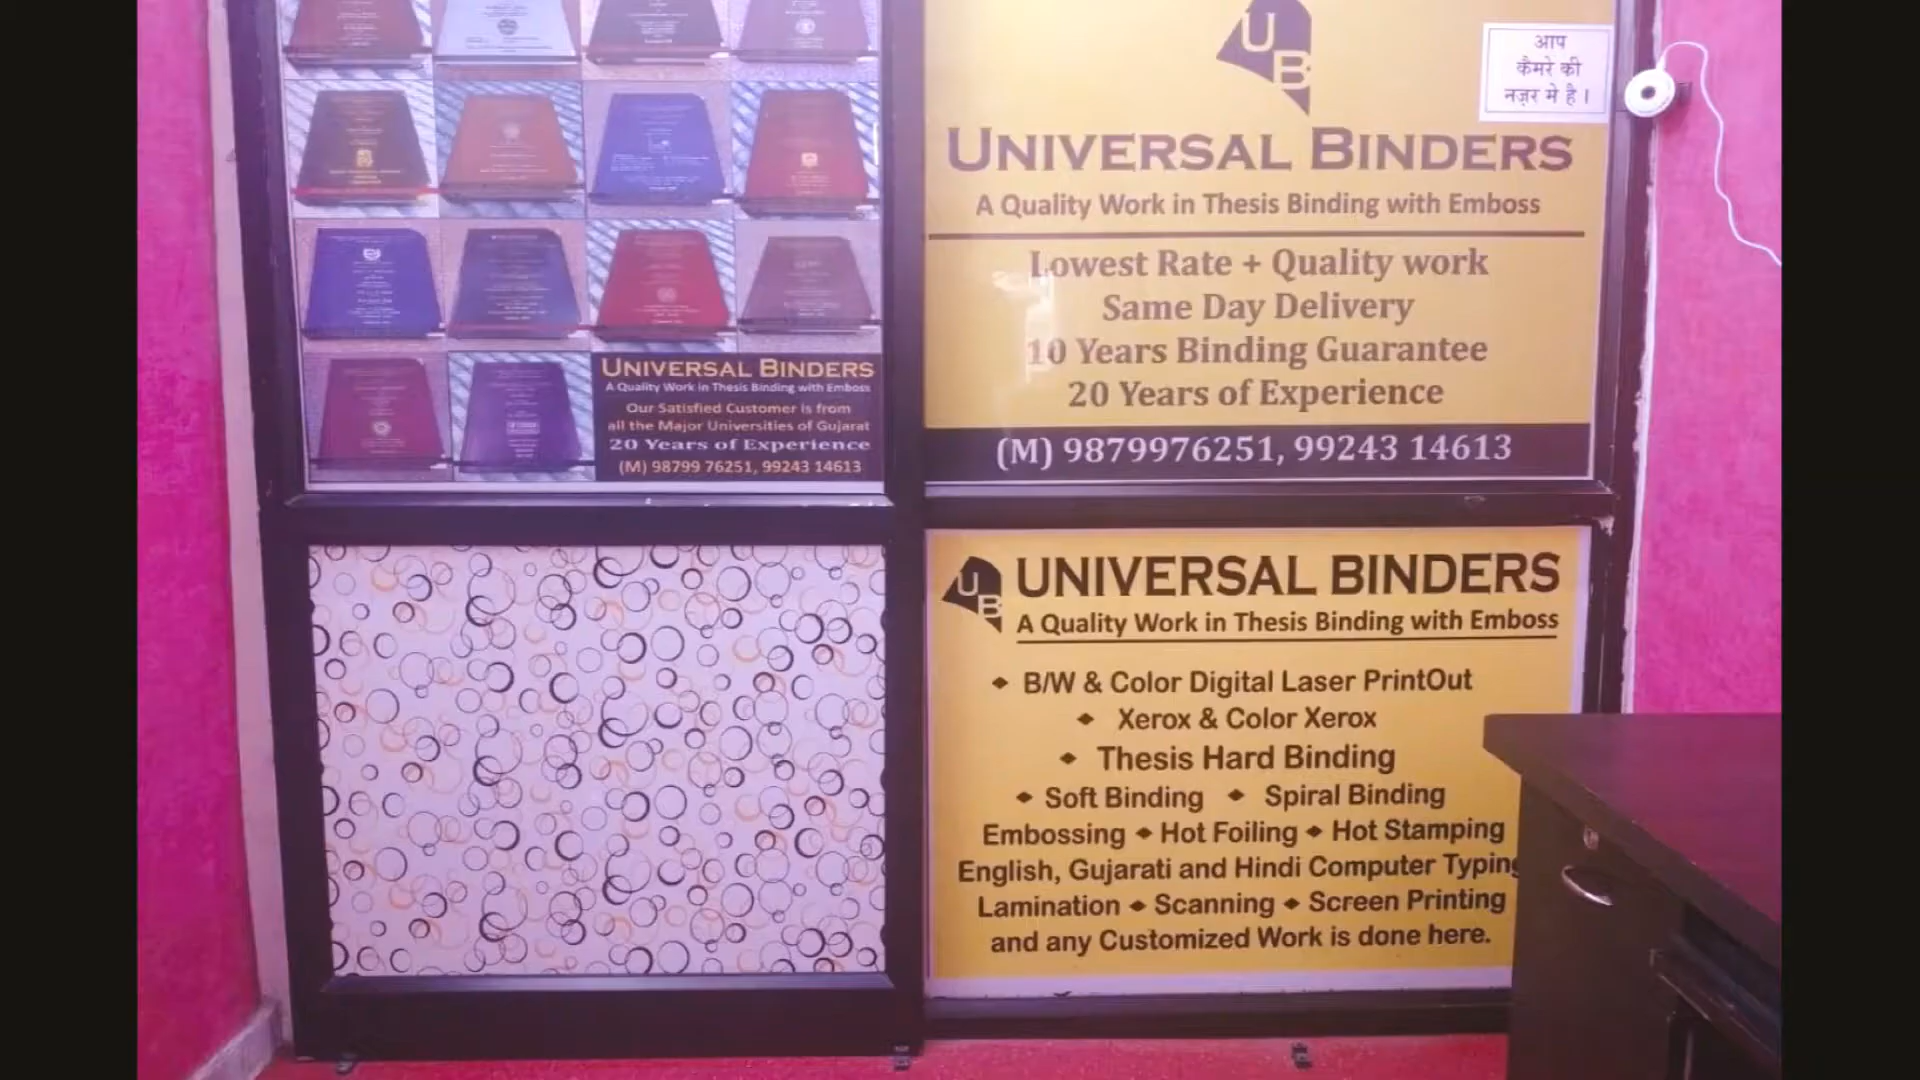 UNIVERSAL BINDERS
A Quality Work in Thesis Binding with Emboss
Our Satisfied Customer is from
all the Major Universities of Gujarat
20 Years of Experience
(M) 98799 76251, 99243 14613
UB
UNIVERSAL BINDERS
A Quality Work in Thesis Binding with Emboss
Lowest Rate + Quality work
Same Day Delivery
10 Years Binding Guarantee
20 Years of Experience
(M) 9879976251, 99243 14613
आप
कैमरे की
नज़र मे है ।
UB
UNIVERSAL BINDERS
A Quality Work in Thesis Binding with Emboss
B/W & Color Digital Laser PrintOut
Xerox & Color Xerox
Thesis Hard Binding
Soft Binding ◆ Spiral Binding
Embossing ◆ Hot Foiling ◆ Hot Stamping
English, Gujarati and Hindi Computer Typing
Lamination ◆ Scanning ◆ Screen Printing
and any Customized Work is done here.